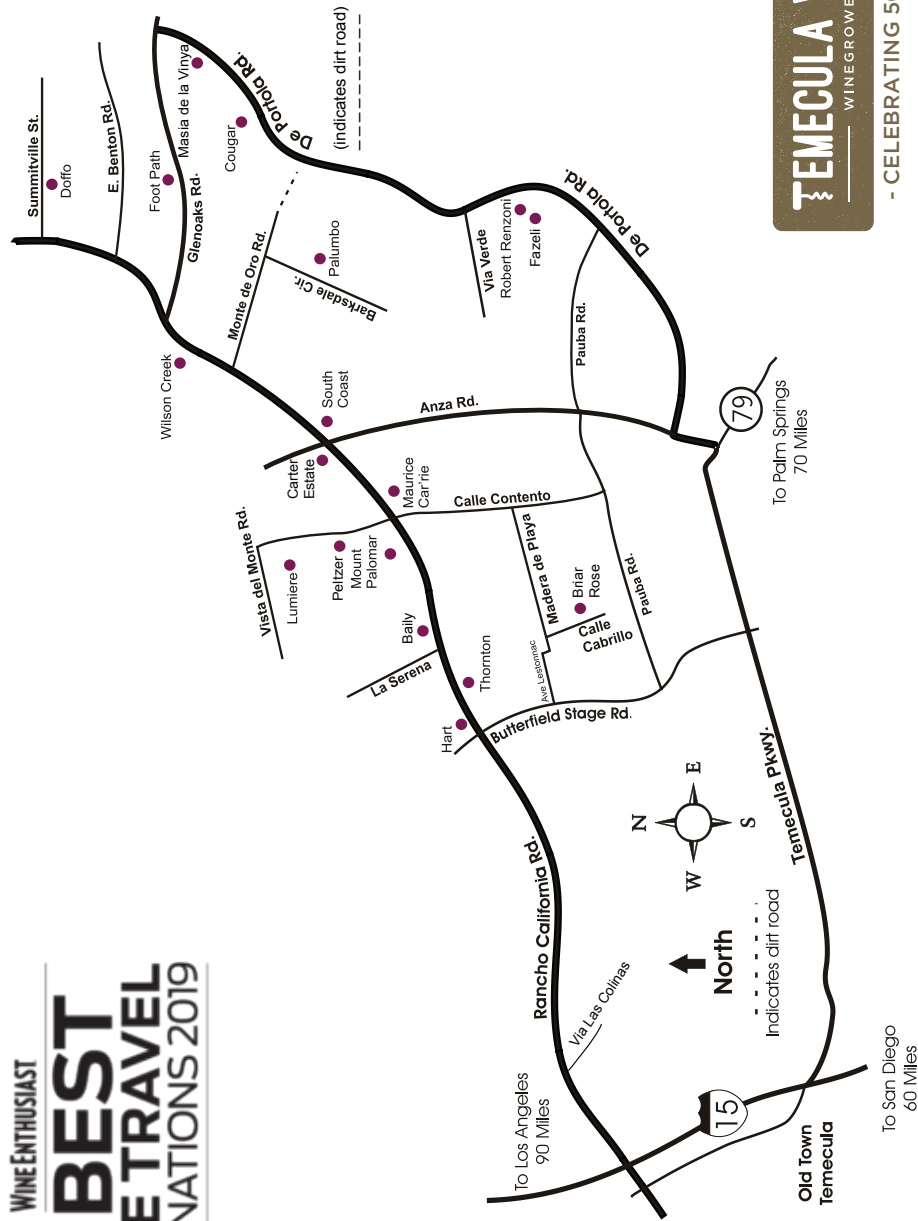 WINE ENTHUSIAST
BEST
E TRAVEL
NATIONS 2019
Summitville St.
Doffo
E. Benton Rd.
Foot Path
Masia de la Vinya
Glenoaks Rd.
Cougar
De Portola Rd.
De Portola Rd.
(indicates dirt road)
Wilson Creek
Monte de Oro Rd.
Barksdale Cir.
Palumbo
South
Coast
Carter
Estate
Anza Rd.
Maurice
Car'rie
Vista del Monte Rd.
Lumiere
Peltzer
Mount
Palomar
Calle Contento
Via Verde
Robert Renzoni
Fazeli
De Portola Rd.
Pauba Rd.
Baily
La Serena
Thornton
Hart
Madera de Playa
Briar
Rose
Calle
Cabrillo
Ave Lestonnac
Pauba Rd.
Butterfield Stage Rd.
79
To Palm Springs
70 Miles
Rancho California Rd.
Temecula Pkwy.
N
E
S
W
North
Indicates dirt road
Via Las Colinas
To Los Angeles
90 Miles
15
Old Town
Temecula
To San Diego
60 Miles
TEMECULA V
WINEGROWE
- CELEBRATING 50